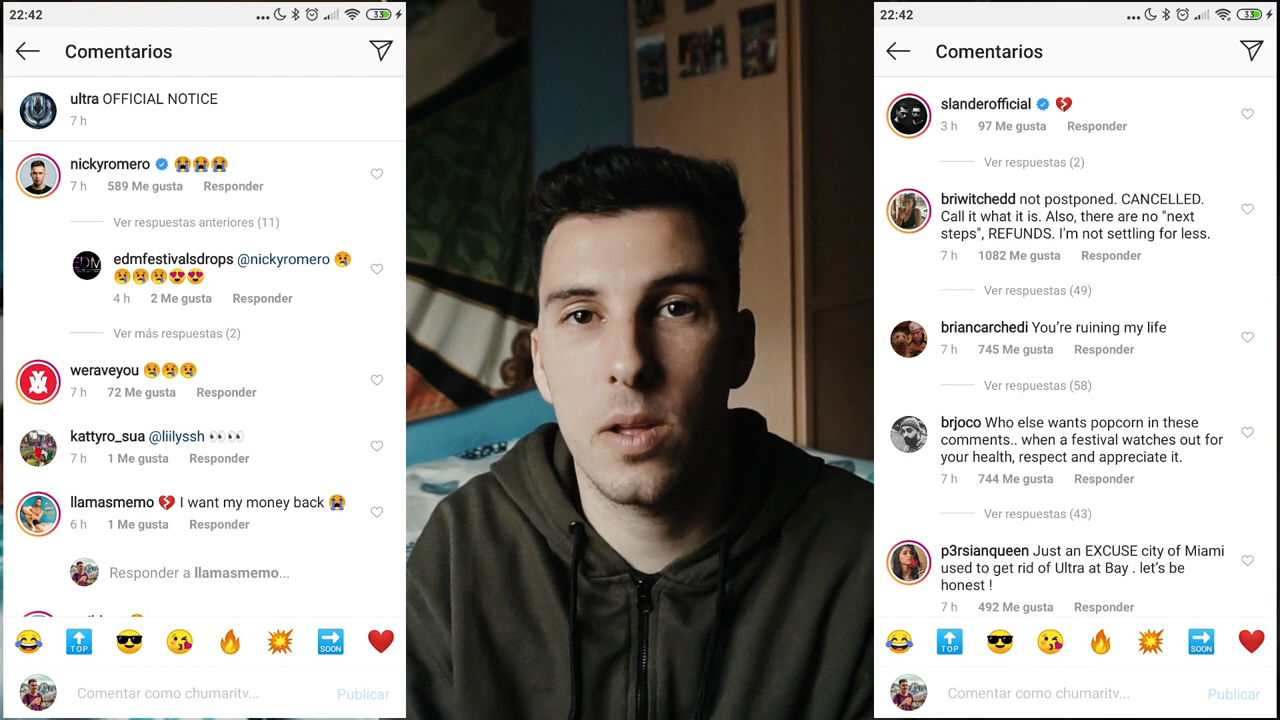 22:42
33
Comentarios
ultra OFFICIAL NOTICE
7 h
nickyromero 😭😭😭
7 h 589 Me gusta Responder
Ver respuestas anteriores (11)
EDM
edmfestivalsdrops @nickyromero 😢
😢😢😢😍😍
4 h 2 Me gusta Responder
Ver más respuestas (2)
weraveyou 😢😢😢
7 h 72 Me gusta Responder
kattyro_sua @liilyssh 👀👀
7 h 1 Me gusta Responder
llamasmemo 💔 I want my money back 😭
6 h 1 Me gusta Responder
Responder a llamasmemo...
😂 🔝 😎 😘 🔥 💥 🔜 ❤️
Comentar como chumaritv... Publicar
22:42
33
Comentarios
slanderofficial 💔
3 h 97 Me gusta Responder
Ver respuestas (2)
briwitchedd not postponed. CANCELLED.
Call it what it is. Also, there are no "next
steps", REFUNDS. I'm not settling for less.
7 h 1082 Me gusta Responder
Ver respuestas (49)
briancarchedi You’re ruining my life
7 h 745 Me gusta Responder
Ver respuestas (58)
brjoco Who else wants popcorn in these
comments.. when a festival watches out for
your health, respect and appreciate it.
7 h 744 Me gusta Responder
Ver respuestas (43)
p3rsianqueen Just an EXCUSE city of Miami
used to get rid of Ultra at Bay . let’s be
honest !
7 h 492 Me gusta Responder
😂 🔝 😎 😘 🔥 💥 🔜 ❤️
Comentar como chumaritv... Publicar